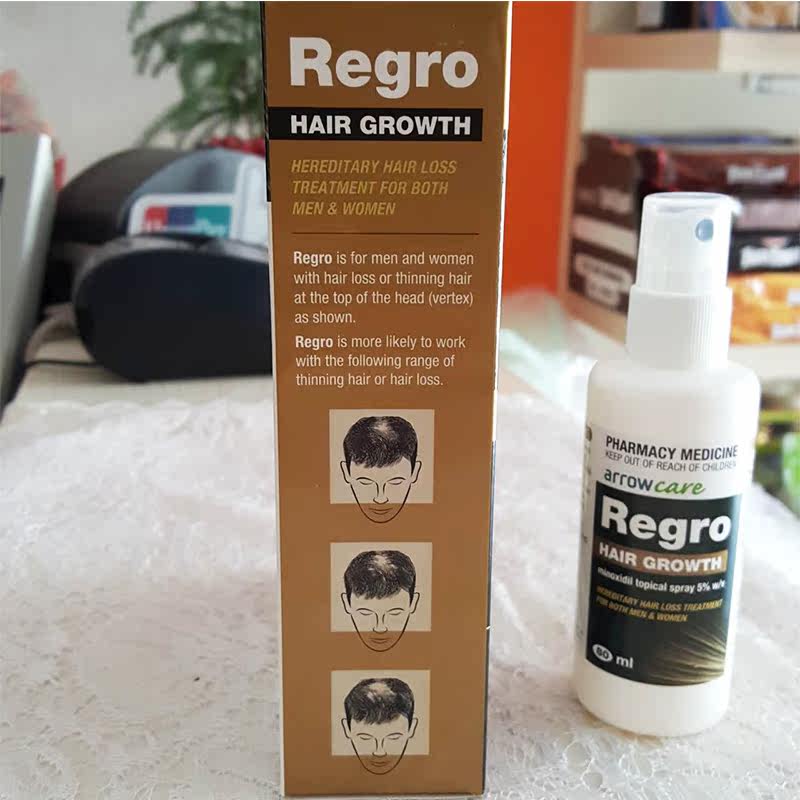 Regro
HAIR GROWTH
HEREDITARY HAIR LOSS
TREATMENT FOR BOTH
MEN & WOMEN
Regro is for men and women
with hair loss or thinning hair
at the top of the head (vertex)
as shown.
Regro is more likely to work
with the following range of
thinning hair or hair loss.
PHARMACY MEDICINE
KEEP OUT OF REACH OF CHILDREN
arrowcare
Regro
HAIR GROWTH
minoxidil topical spray 5% w/v
HEREDITARY HAIR LOSS TREATMENT
FOR BOTH MEN & WOMEN
60 ml